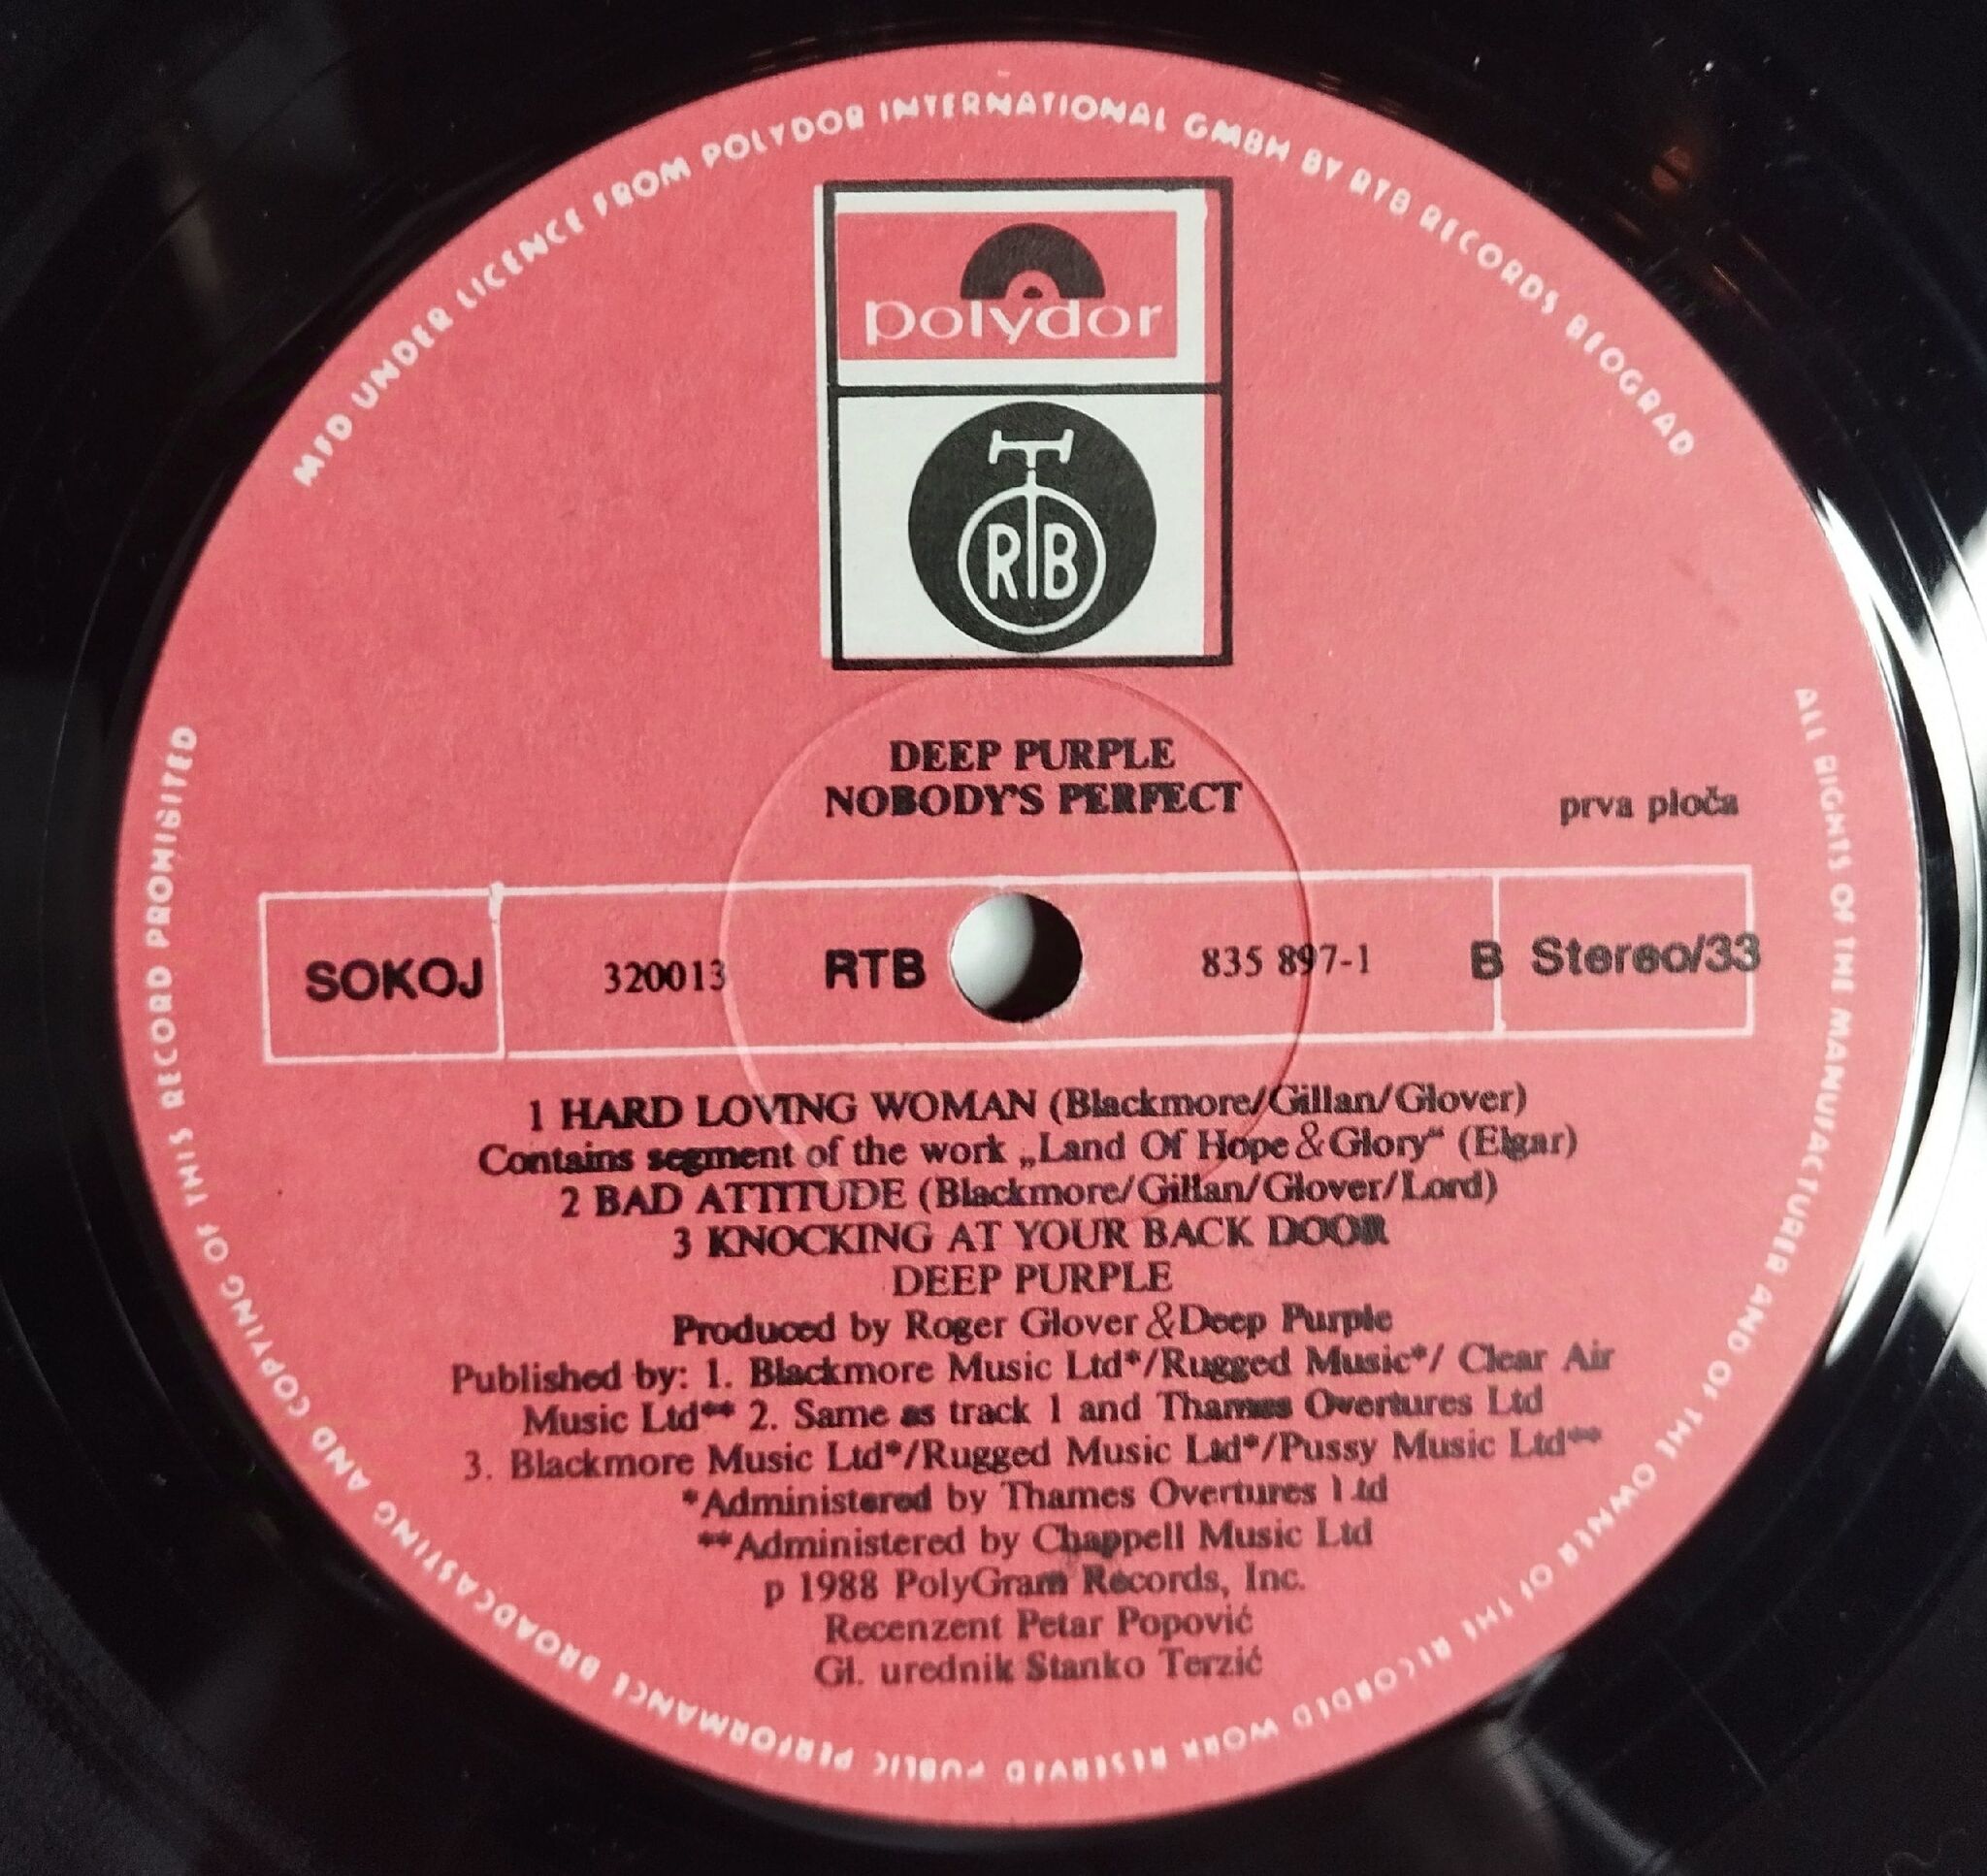 MFD UNDER LICENCE FROM POLYDOR INTERNATIONAL GMBH BY RTB RECORDS BEOGRAD
polydor
RTB
DEEP PURPLE
NOBODY'S PERFECT
prva ploča
SOKOJ 320013 RTB 835 897-1 B Stereo/33
1 HARD LOVING WOMAN (Blackmore/Gillan/Glover)
Contains segment of the work „Land Of Hope & Glory“ (Elgar)
2 BAD ATTITUDE (Blackmore/Gillan/Glover/Lord)
3 KNOCKING AT YOUR BACK DOOR
DEEP PURPLE
Produced by Roger Glover & Deep Purple
Published by: 1. Blackmore Music Ltd*/Rugged Music*/ Clear Air
Music Ltd** 2. Same as track 1 and Thames Overtures Ltd
3. Blackmore Music Ltd*/Rugged Music Ltd*/Pussy Music Ltd**
*Administered by Thames Overtures Ltd
**Administered by Chappell Music Ltd
p 1988 PolyGram Records, Inc.
Recenzent Petar Popović
Gl. urednik Stanko Terzić
ALL RIGHTS OF THE MANUFACTURER AND OF THE OWNER OF THE RECORDED WORK RESERVED PUBLIC PERFORMANCE BROADCASTING AND COPYING OF THIS RECORD PROHIBITED